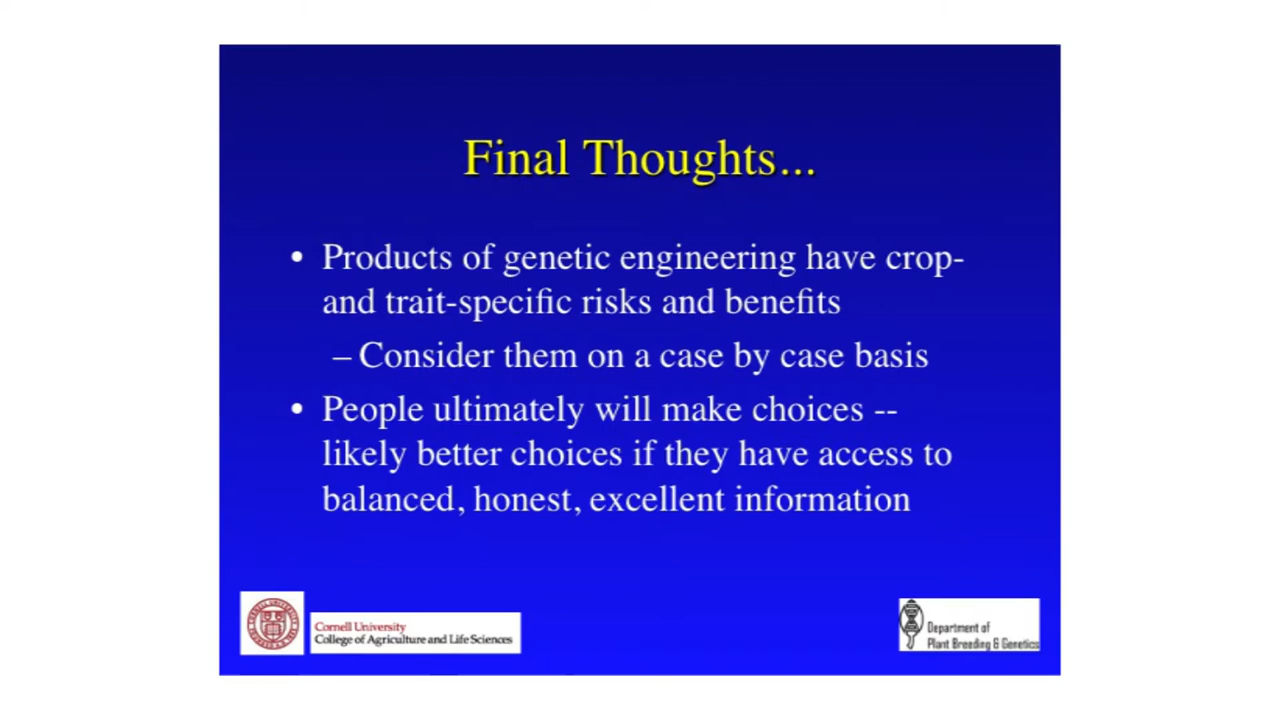 Final Thoughts...
• Products of genetic engineering have crop-
and trait-specific risks and benefits
– Consider them on a case by case basis
• People ultimately will make choices --
likely better choices if they have access to
balanced, honest, excellent information
Cornell University
College of Agriculture and Life Sciences
Department of
Plant Breeding & Genetics